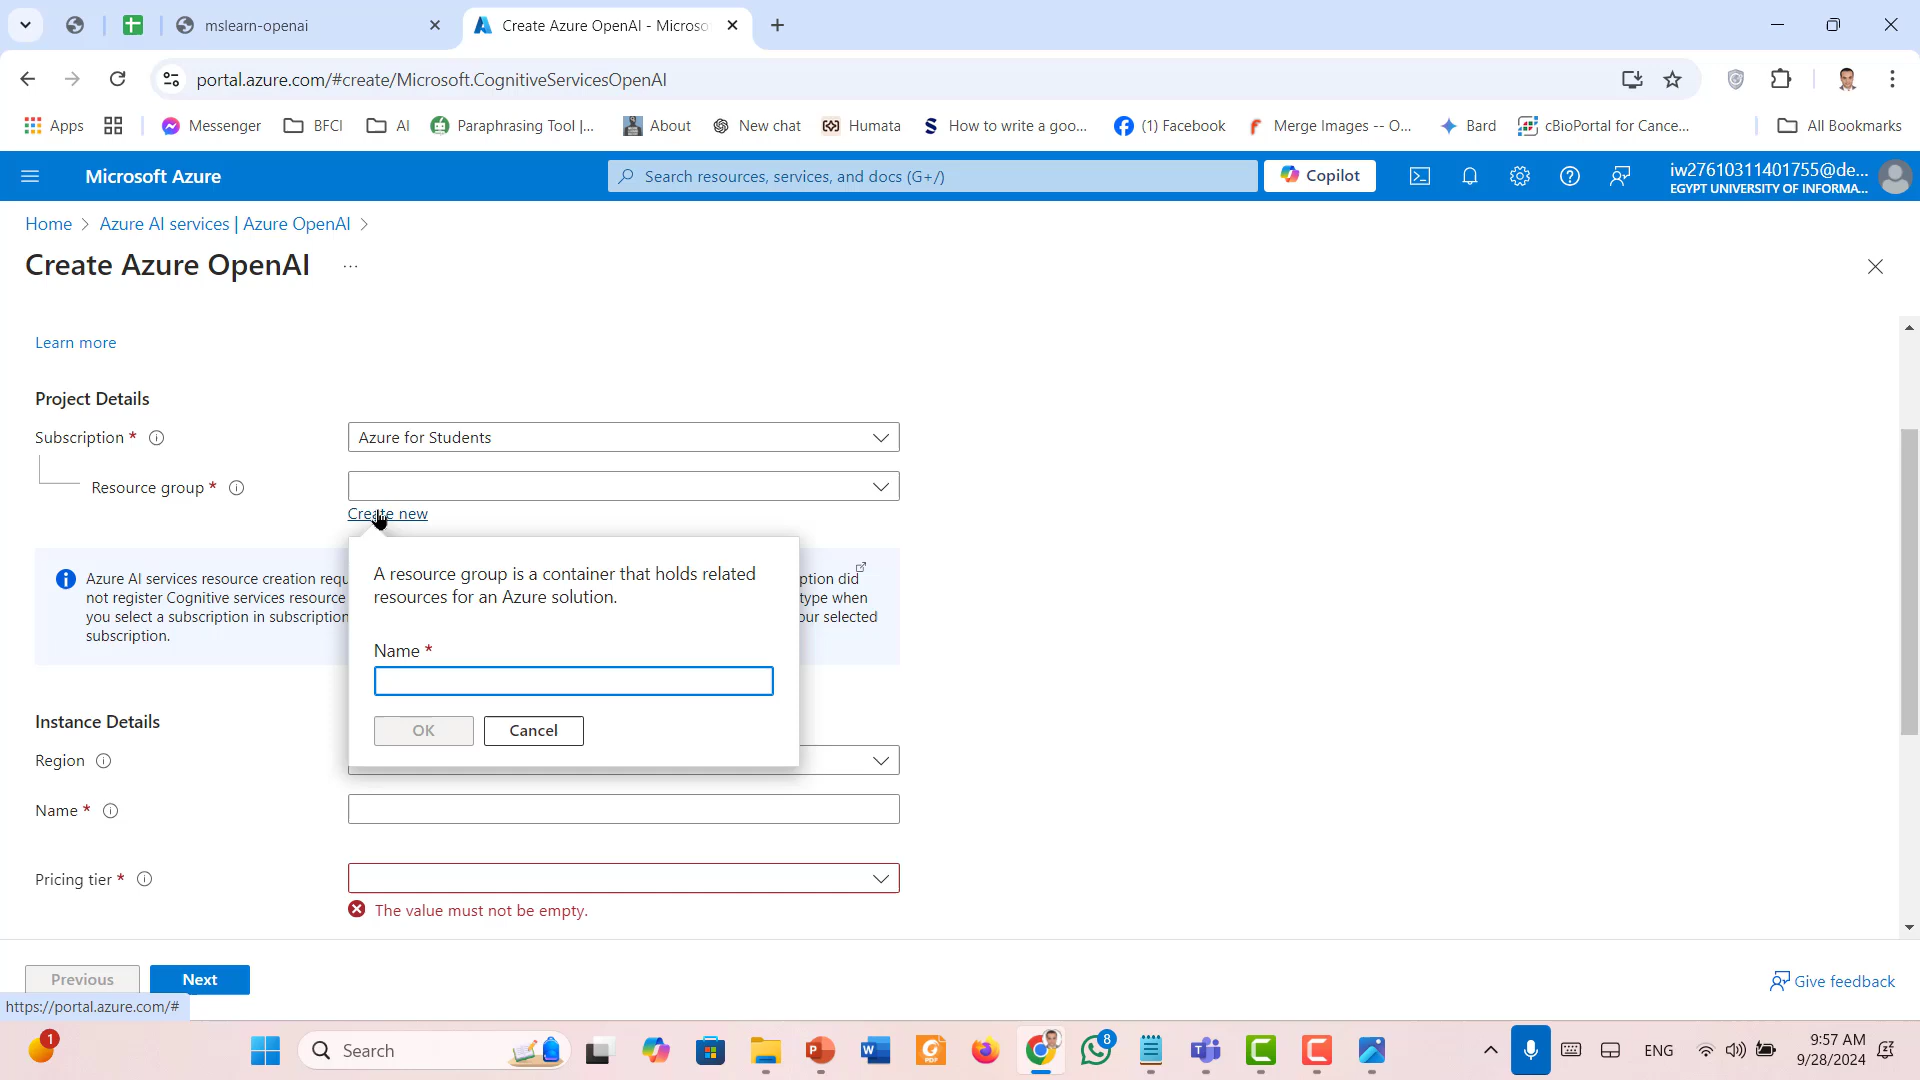 mslearn-openai
Create Azure OpenAI - Microso
portal.azure.com/#create/Microsoft.CognitiveServicesOpenAI
Apps
Messenger
BFCI
AI
Paraphrasing Tool |-...
About
New chat
Humata
How to write a goo...
(1) Facebook
Merge Images -- O...
Bard
cBioPortal for Cance...
All Bookmarks
Microsoft Azure
Search resources, services, and docs (G+/)
Copilot
iw27610311401755@de...
EGYPT UNIVERSITY OF INFORMA...
Home > Azure AI services | Azure OpenAI >
Create Azure OpenAI ...
Learn more
Project Details
Subscription *
Azure for Students
Resource group *
Create new
A resource group is a container that holds related
resources for an Azure solution.
Name *
OK
Cancel
Azure AI services resource creation requ
ption did
not register Cognitive services resource
type when
you select a subscription in subscription
our selected
subscription.
Instance Details
Region
Name *
Pricing tier *
The value must not be empty.
Previous
Next
Give feedback
https://portal.azure.com/#
1
Search
8
ENG
9:57 AM
9/28/2024